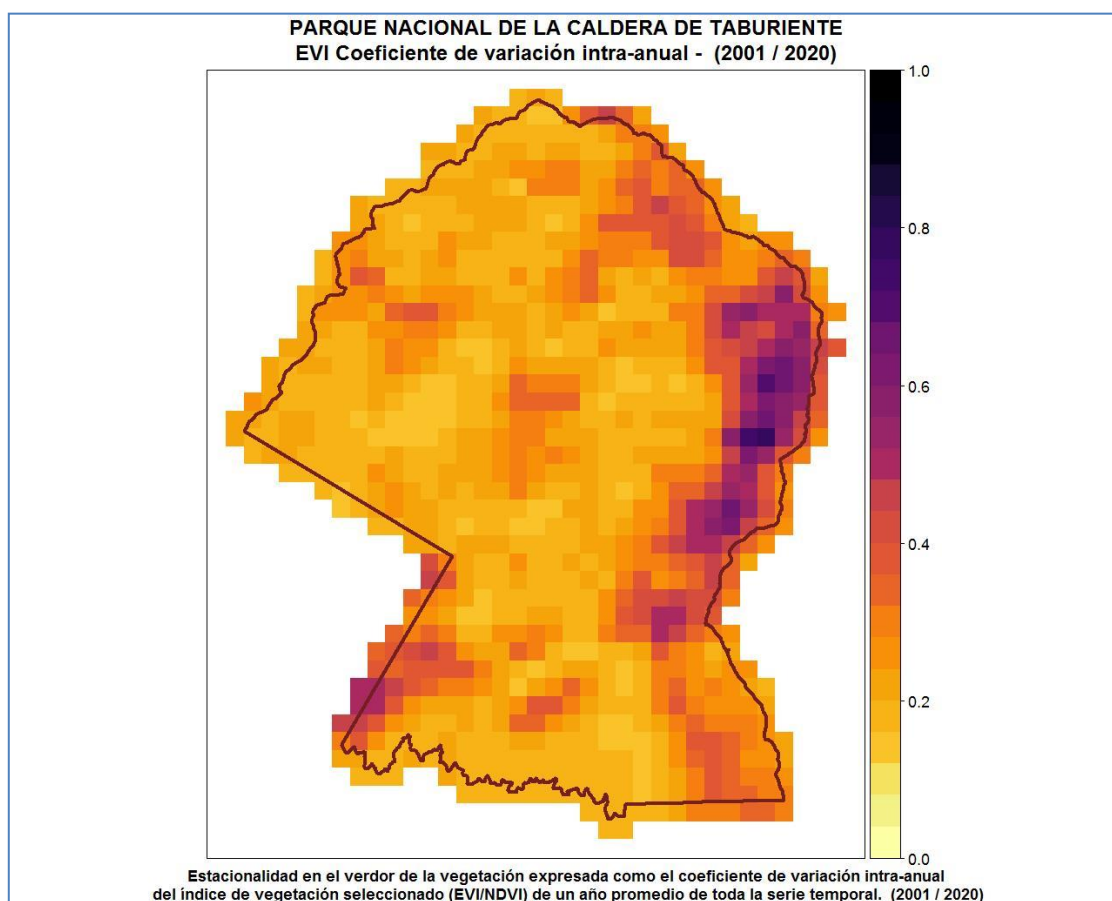 PARQUE NACIONAL DE LA CALDERA DE TABURIENTE
EVI Coeficiente de variación intra-anual - (2001 / 2020)
1.0
0.8
0.6
0.4
0.2
0.0
Estacionalidad en el verdor de la vegetación expresada como el coeficiente de variación intra-anual
del índice de vegetación seleccionado (EVI/NDVI) de un año promedio de toda la serie temporal. (2001 / 2020)